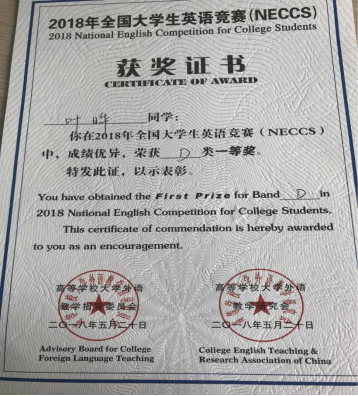 2018年全国大学生英语竞赛(NECCS)
2018 National English Competition for College Students
获奖证书
CERTIFICATE OF AWARD
叶晔 同学：
你在2018年全国大学生英语竞赛（NECCS）
中，成绩优异，荣获 D 类一等奖。
特发此证，以示表彰。
You have obtained the First Prize for Band D in
2018 National English Competition for College Students.
This certificate of commendation is hereby awarded
to you as an encouragement.
高等学校大学外语
教学指导委员会
二〇一八年五月二十日
Advisory Board for College
Foreign Language Teaching
高等学校大学外语
教学研究会
二〇一八年五月二十日
College English Teaching &
Research Association of China